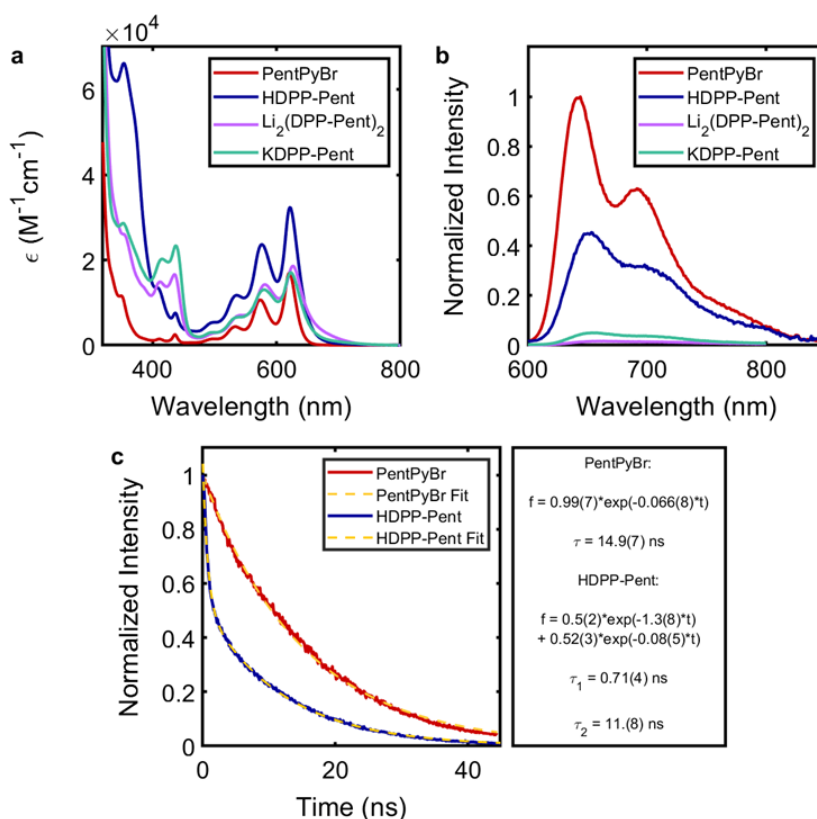 a
×10⁴
6
4
2
0
ϵ (M⁻¹cm⁻¹)
400
600
800
Wavelength (nm)
PentPyBr
HDPP-Pent
Li₂(DPP-Pent)₂
KDPP-Pent
b
1
0.8
0.6
0.4
0.2
0
Normalized Intensity
600
700
800
Wavelength (nm)
PentPyBr
HDPP-Pent
Li₂(DPP-Pent)₂
KDPP-Pent
c
1
0.8
0.6
0.4
0.2
0
Normalized Intensity
0
20
40
Time (ns)
PentPyBr
PentPyBr Fit
HDPP-Pent
HDPP-Pent Fit
PentPyBr:
f = 0.99(7)*exp(-0.066(8)*t)
τ = 14.9(7) ns
HDPP-Pent:
f = 0.5(2)*exp(-1.3(8)*t)
+ 0.52(3)*exp(-0.08(5)*t)
τ₁ = 0.71(4) ns
τ₂ = 11.(8) ns